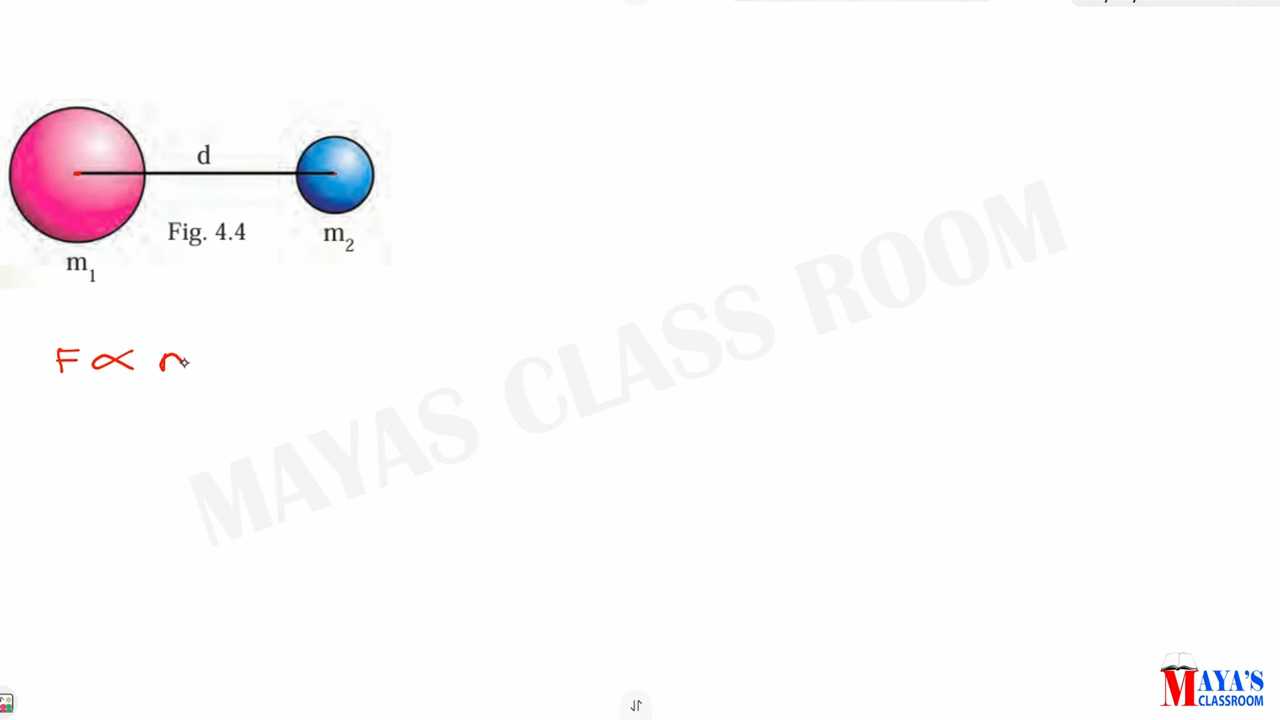 d
Fig. 4.4
m2
m1
F ∝
MAYAS CLASS ROOM
MAYA'S
CLASSROOM